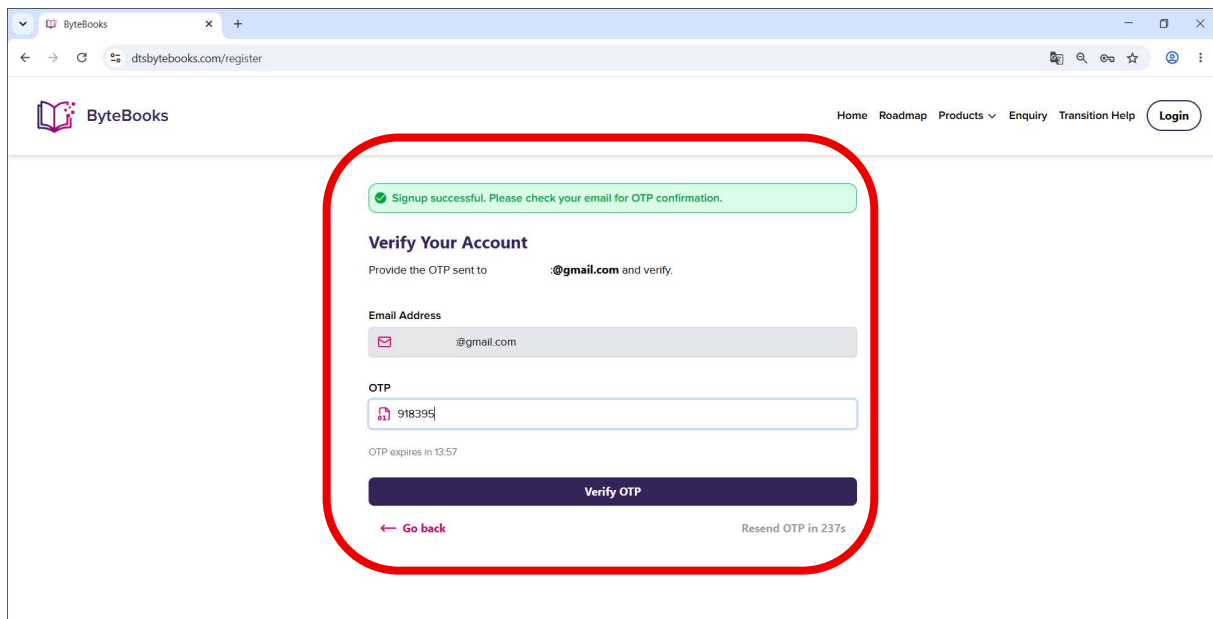 ByteBooks
dtsbytebooks.com/register
ByteBooks
Home Roadmap Products Enquiry Transition Help Login
Signup successful. Please check your email for OTP confirmation.
Verify Your Account
Provide the OTP sent to :@gmail.com and verify.
Email Address
@gmail.com
OTP
01
918395
OTP expires in 13:57
Verify OTP
← Go back
Resend OTP in 237s